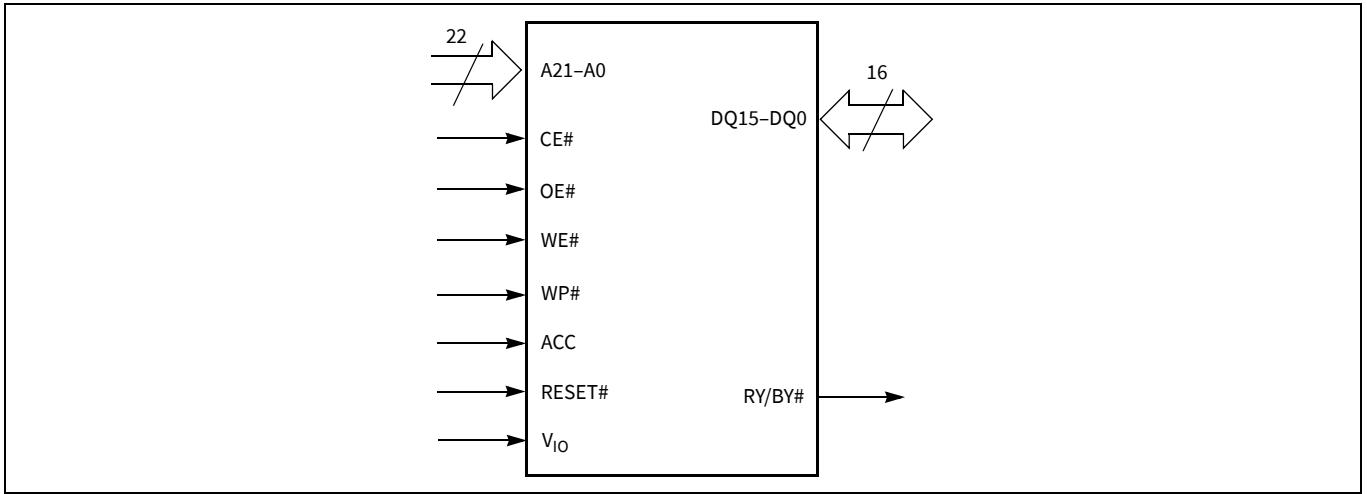 22
A21–A0
16
DQ15–DQ0
CE#
OE#
WE#
WP#
ACC
RESET#
RY/BY#
VIO